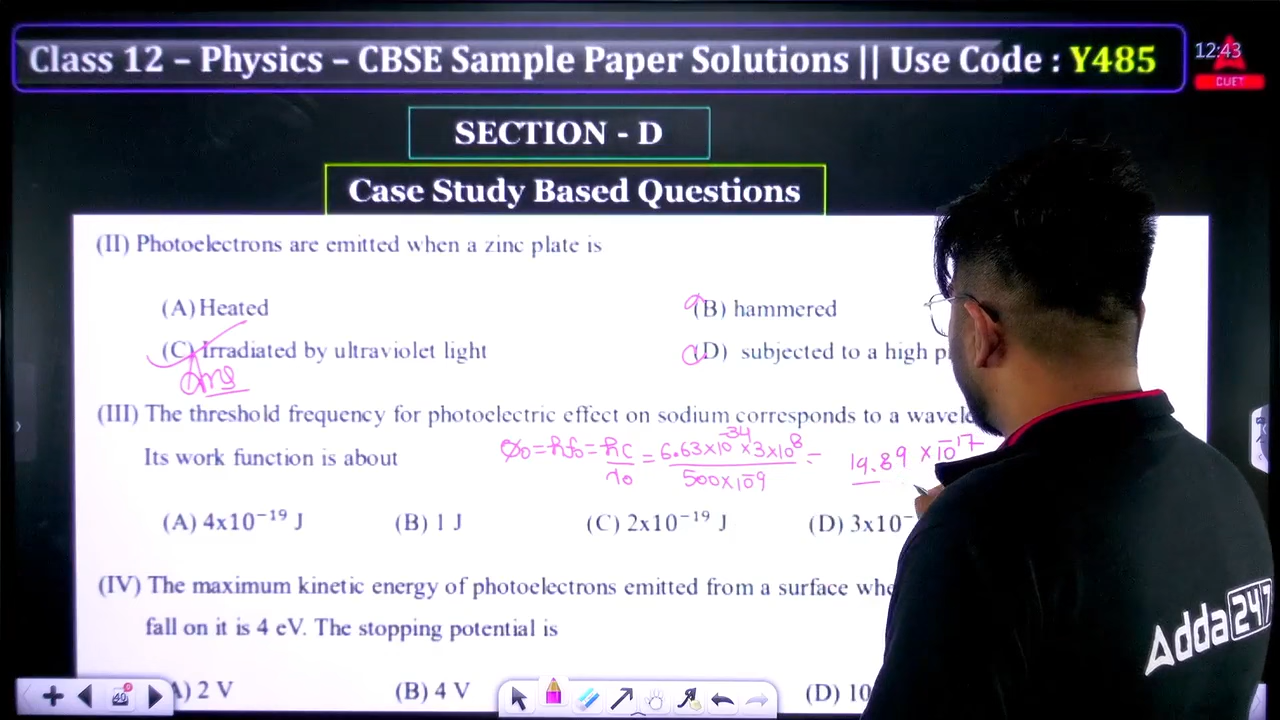 Class 12 – Physics – CBSE Sample Paper Solutions || Use Code : Y485
12:43
CUET
SECTION - D
Case Study Based Questions
(II) Photoelectrons are emitted when a zinc plate is
(A) Heated
(B) hammered
(C) Irradiated by ultraviolet light
(D) subjected to a high
Ans
(III) The threshold frequency for photoelectric effect on sodium corresponds to a
Its work function is about
φ₀ = hf₀ = hc/λ₀ = 6.63×10⁻³⁴×3×10⁸/500×10⁻⁹ = 19.89 ×10⁻¹⁷
(A) 4x10⁻¹⁹ J
(B) 1 J
(C) 2x10⁻¹⁹ J
(D) 3x10⁻
(IV) The maximum kinetic energy of photoelectrons emitted from a surface
fall on it is 4 eV. The stopping potential is
A) 2 V
(B) 4 V
(D) 10
40
Adda 247